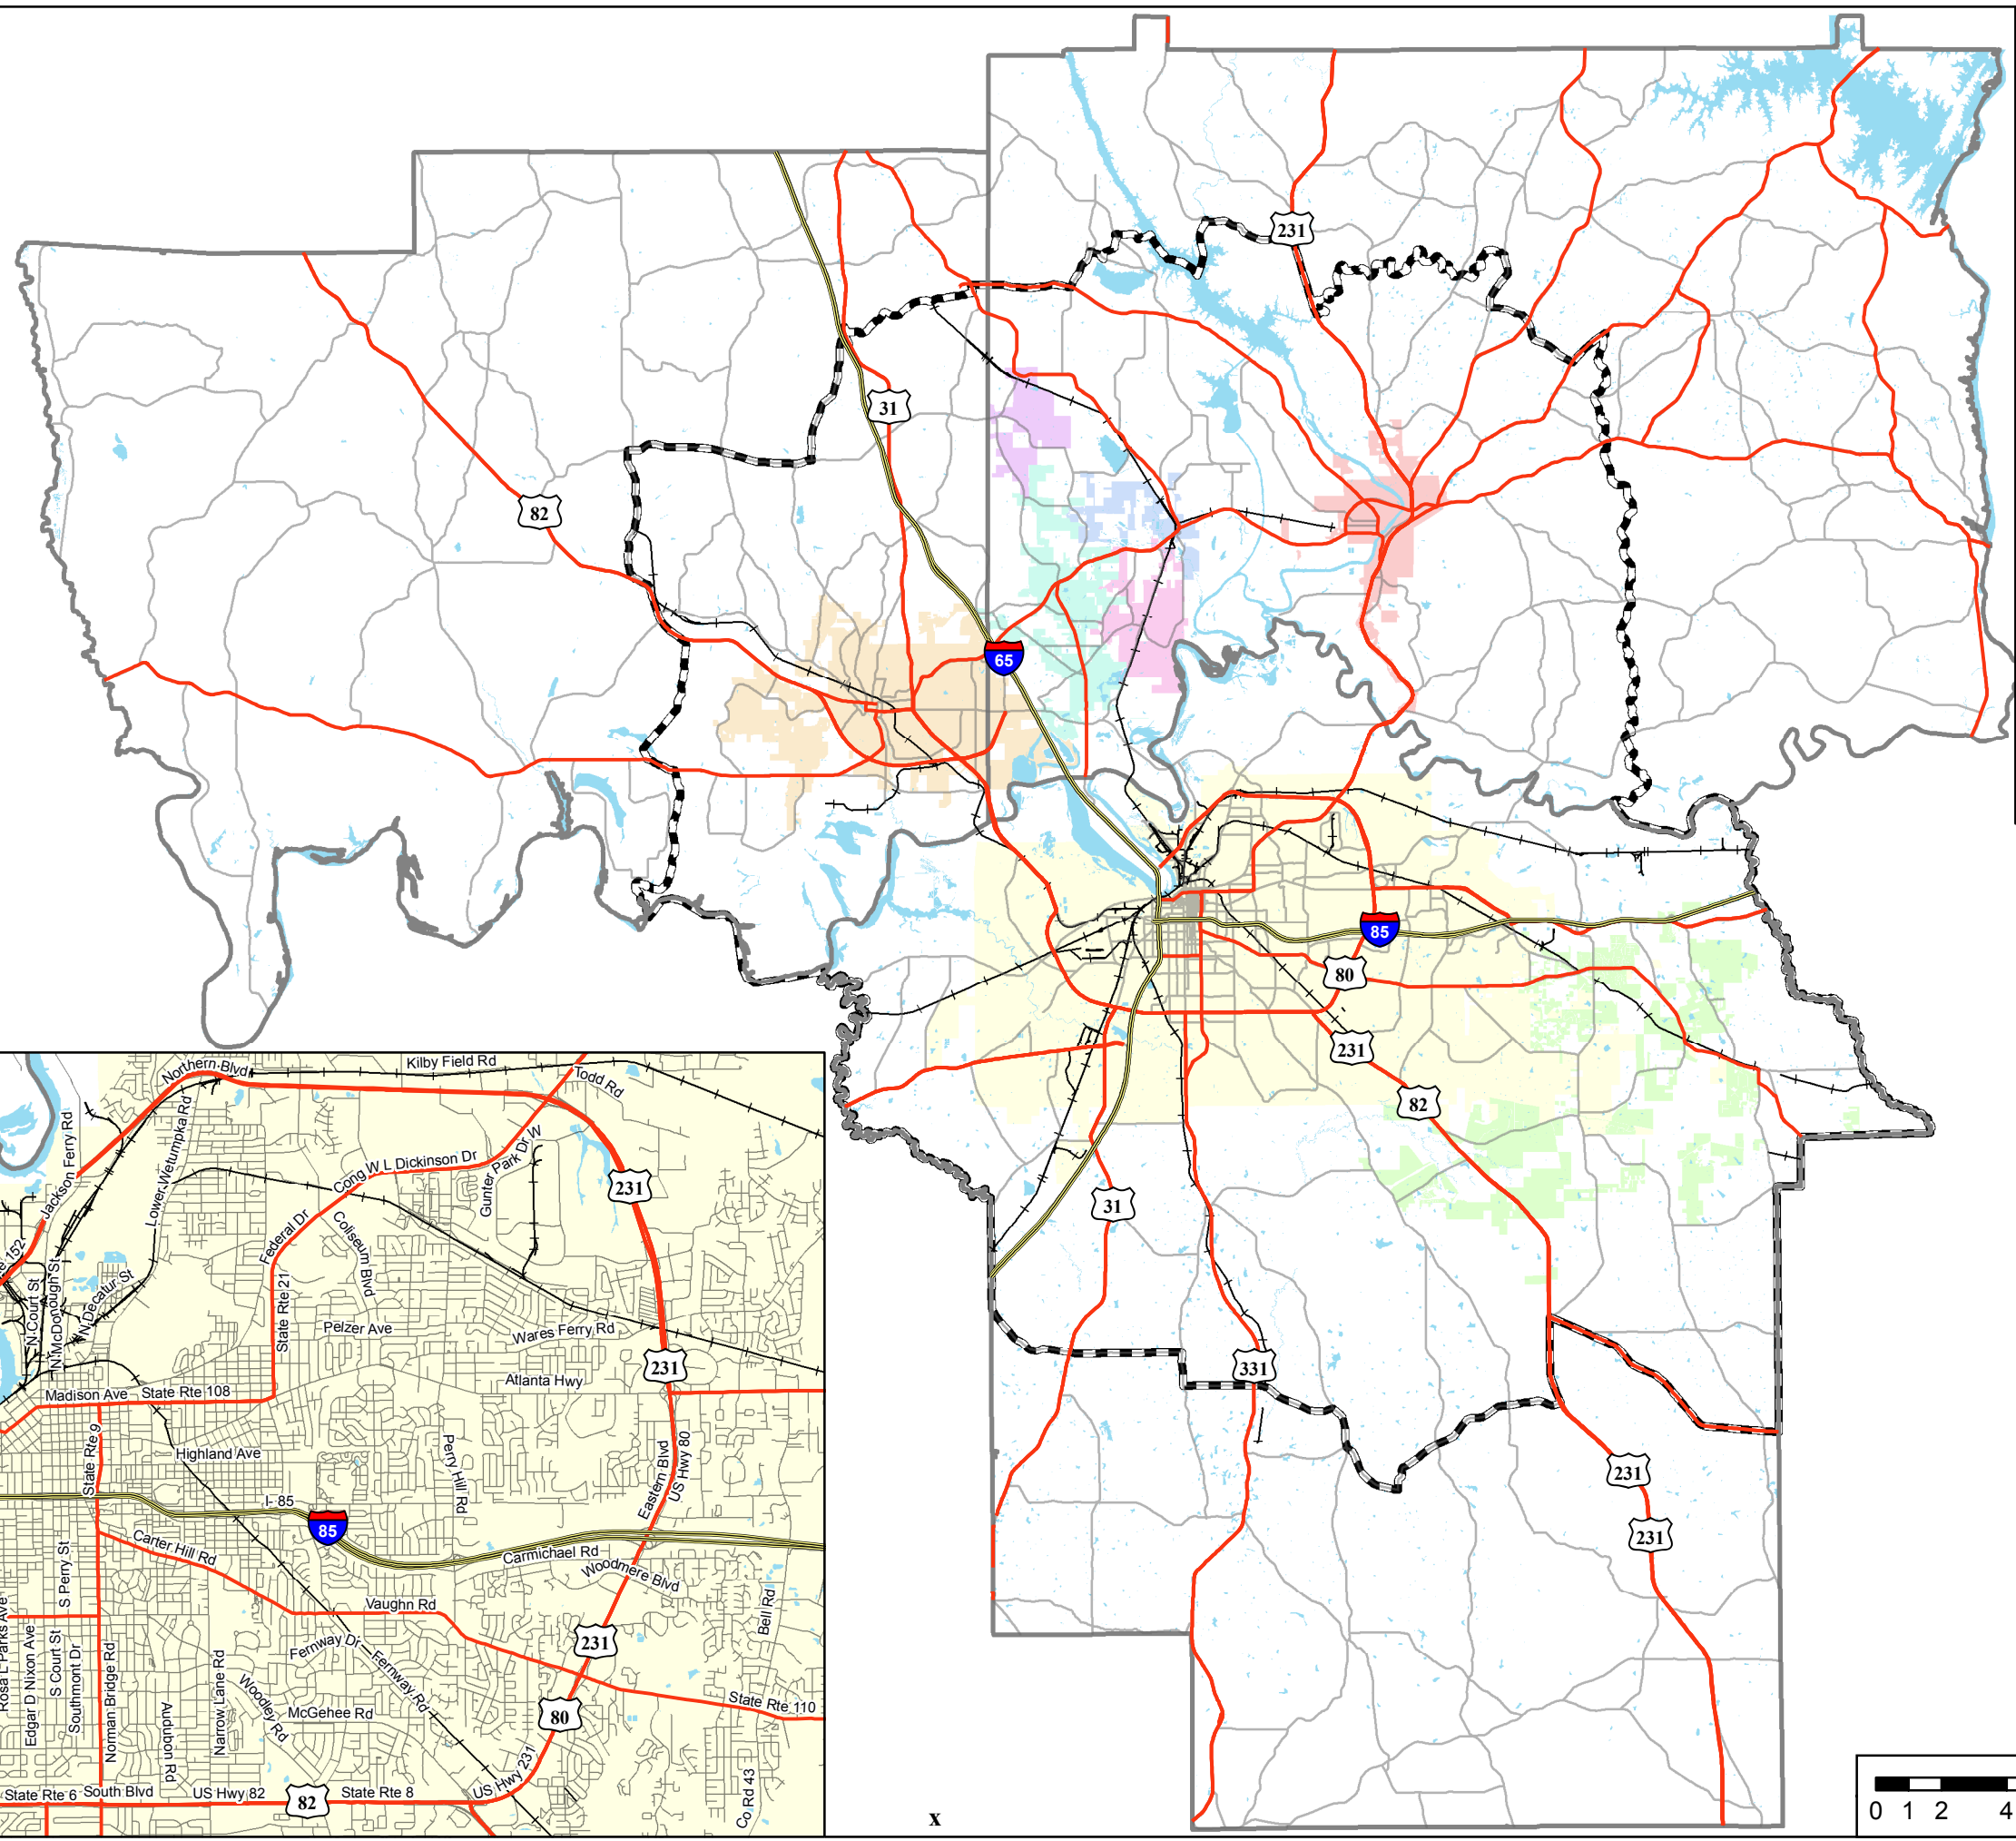 231
31
82
65
85
80
231
82
31
331
231
231
Kilby Field Rd
Northern Blvd
Todd Rd
Jackson Ferry Rd
Lower Wetumpka Rd
Cong W L Dickinson Dr
Gunter Park Dr W
231
Federal Dr
Coliseum Blvd
e 152
N Court St
N McDonough St
N Decatur St
State Rte 21
Pelzer Ave
Wares Ferry Rd
231
Atlanta Hwy
Madison Ave
State Rte 108
State Rte 9
Highland Ave
Perry Hill Rd
Eastern Blvd
US Hwy 80
I- 85
85
Carter Hill Rd
Carmichael Rd
Woodmere Blvd
S Perry St
Vaughn Rd
Bell Rd
Rosa L Parks Ave
Edgar D Nixon Ave
S Court St
Southmont Dr
Norman Bridge Rd
Audubon Rd
Narrow Lane Rd
Woodley Rd
Fernway Dr
Fernway Rd
McGehee Rd
231
State Rte 110
80
US Hwy 231
Co Rd 43
State Rte 6
South Blvd
US Hwy 82
82
State Rte 8
x
0 1 2 4